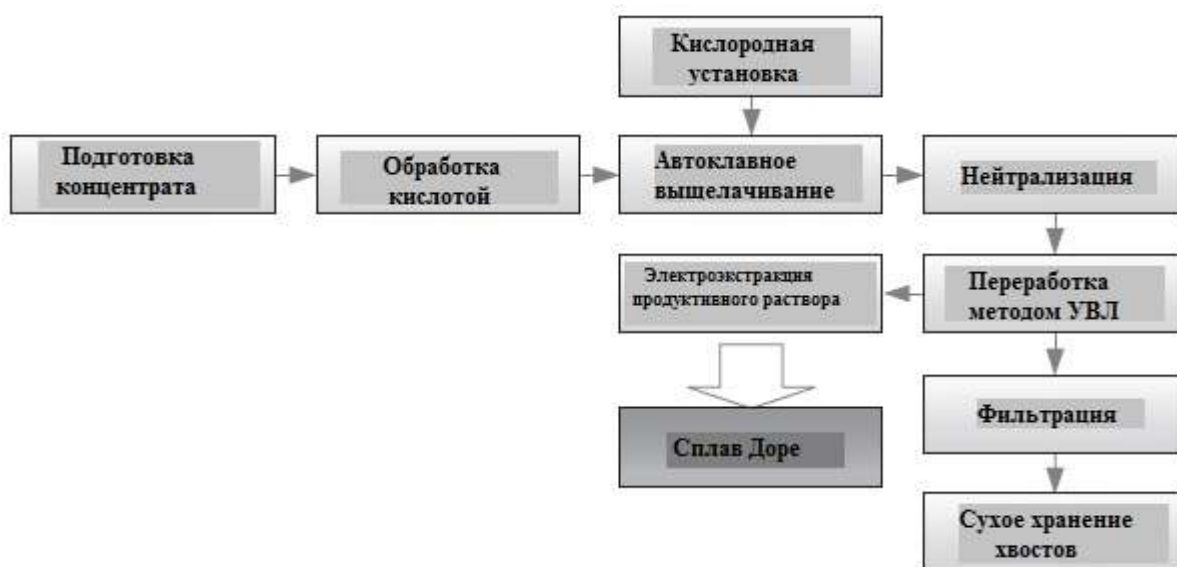 Кислородная
установка
Подготовка
концентрата
Обработка
кислотой
Автоклавное
выщелачивание
Нейтрализация
Электроэкстракция
продуктивного раствора
Переработка
методом УВЛ
Сплав Доре
Фильтрация
Сухое хранение
хвостов